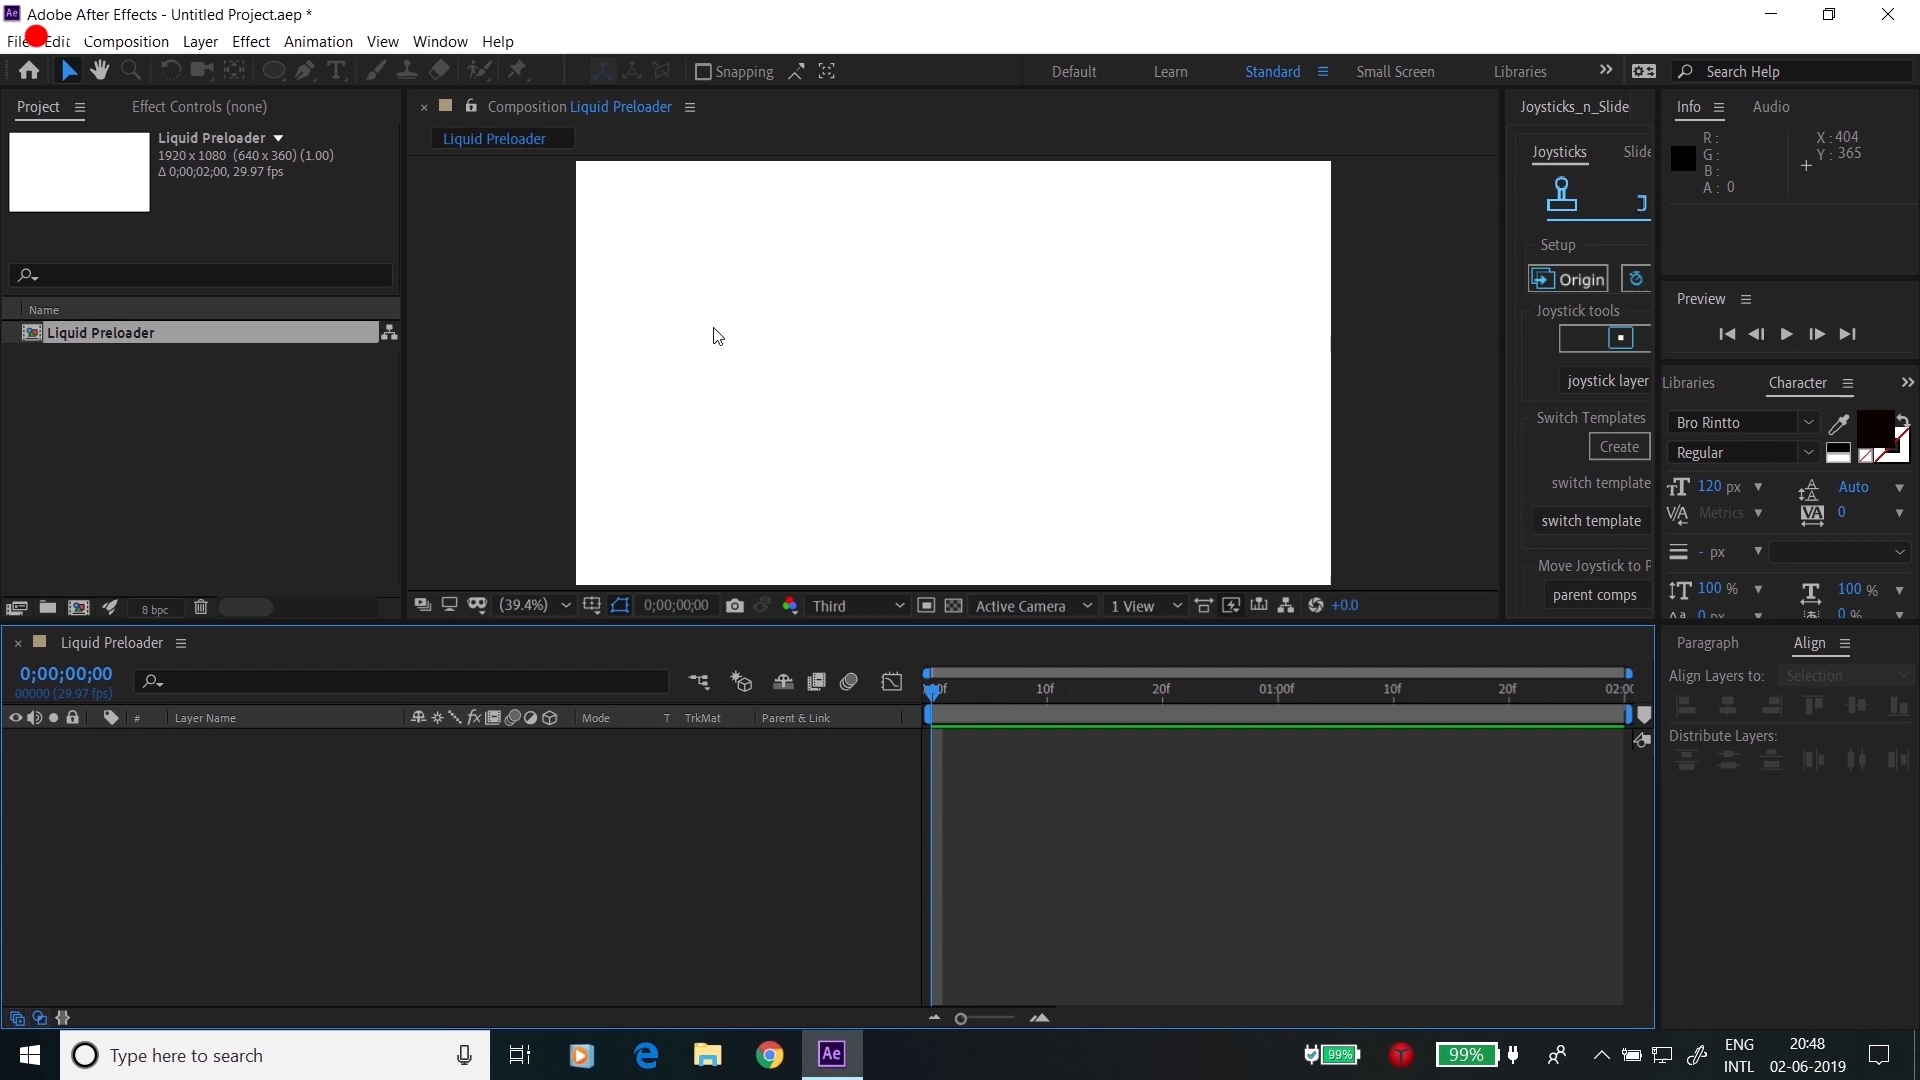 Adobe After Effects - Untitled Project.aep *
File Edit Composition Layer Effect Animation View Window Help
Snapping Default Learn Standard Small Screen Libraries Search Help
Project Effect Controls (none)
Composition Liquid Preloader
Joysticks_n_Slide
Info Audio
Liquid Preloader
1920 x 1080 (640 x 360) (1.00)
Δ 0;00;02;00, 29.97 fps
Liquid Preloader
Joysticks Slide
R :
G :
B :
A : 0
X : 404
Y : 365
J
Setup
Origin
Joystick tools
joystick layer
Switch Templates
Create
switch template
switch template
Move Joystick to P
parent comps
Preview
Name
Liquid Preloader
Libraries Character
Bro Rintto
Regular
120 px Auto
Metrics 0
- px
100 % 100 %
0 px 0 %
8 bpc
(39.4%) 0;00;00;00 Third Active Camera 1 View +0.0
Liquid Preloader
0;00;00;00
00000 (29.97 fps)
10f 20f 01:00f 10f 20f
# Layer Name Mode T TrkMat Parent & Link
Paragraph Align
Align Layers to: Selection
Distribute Layers:
Type here to search
Ae
99%
99%
ENG
INTL
20:48
02-06-2019